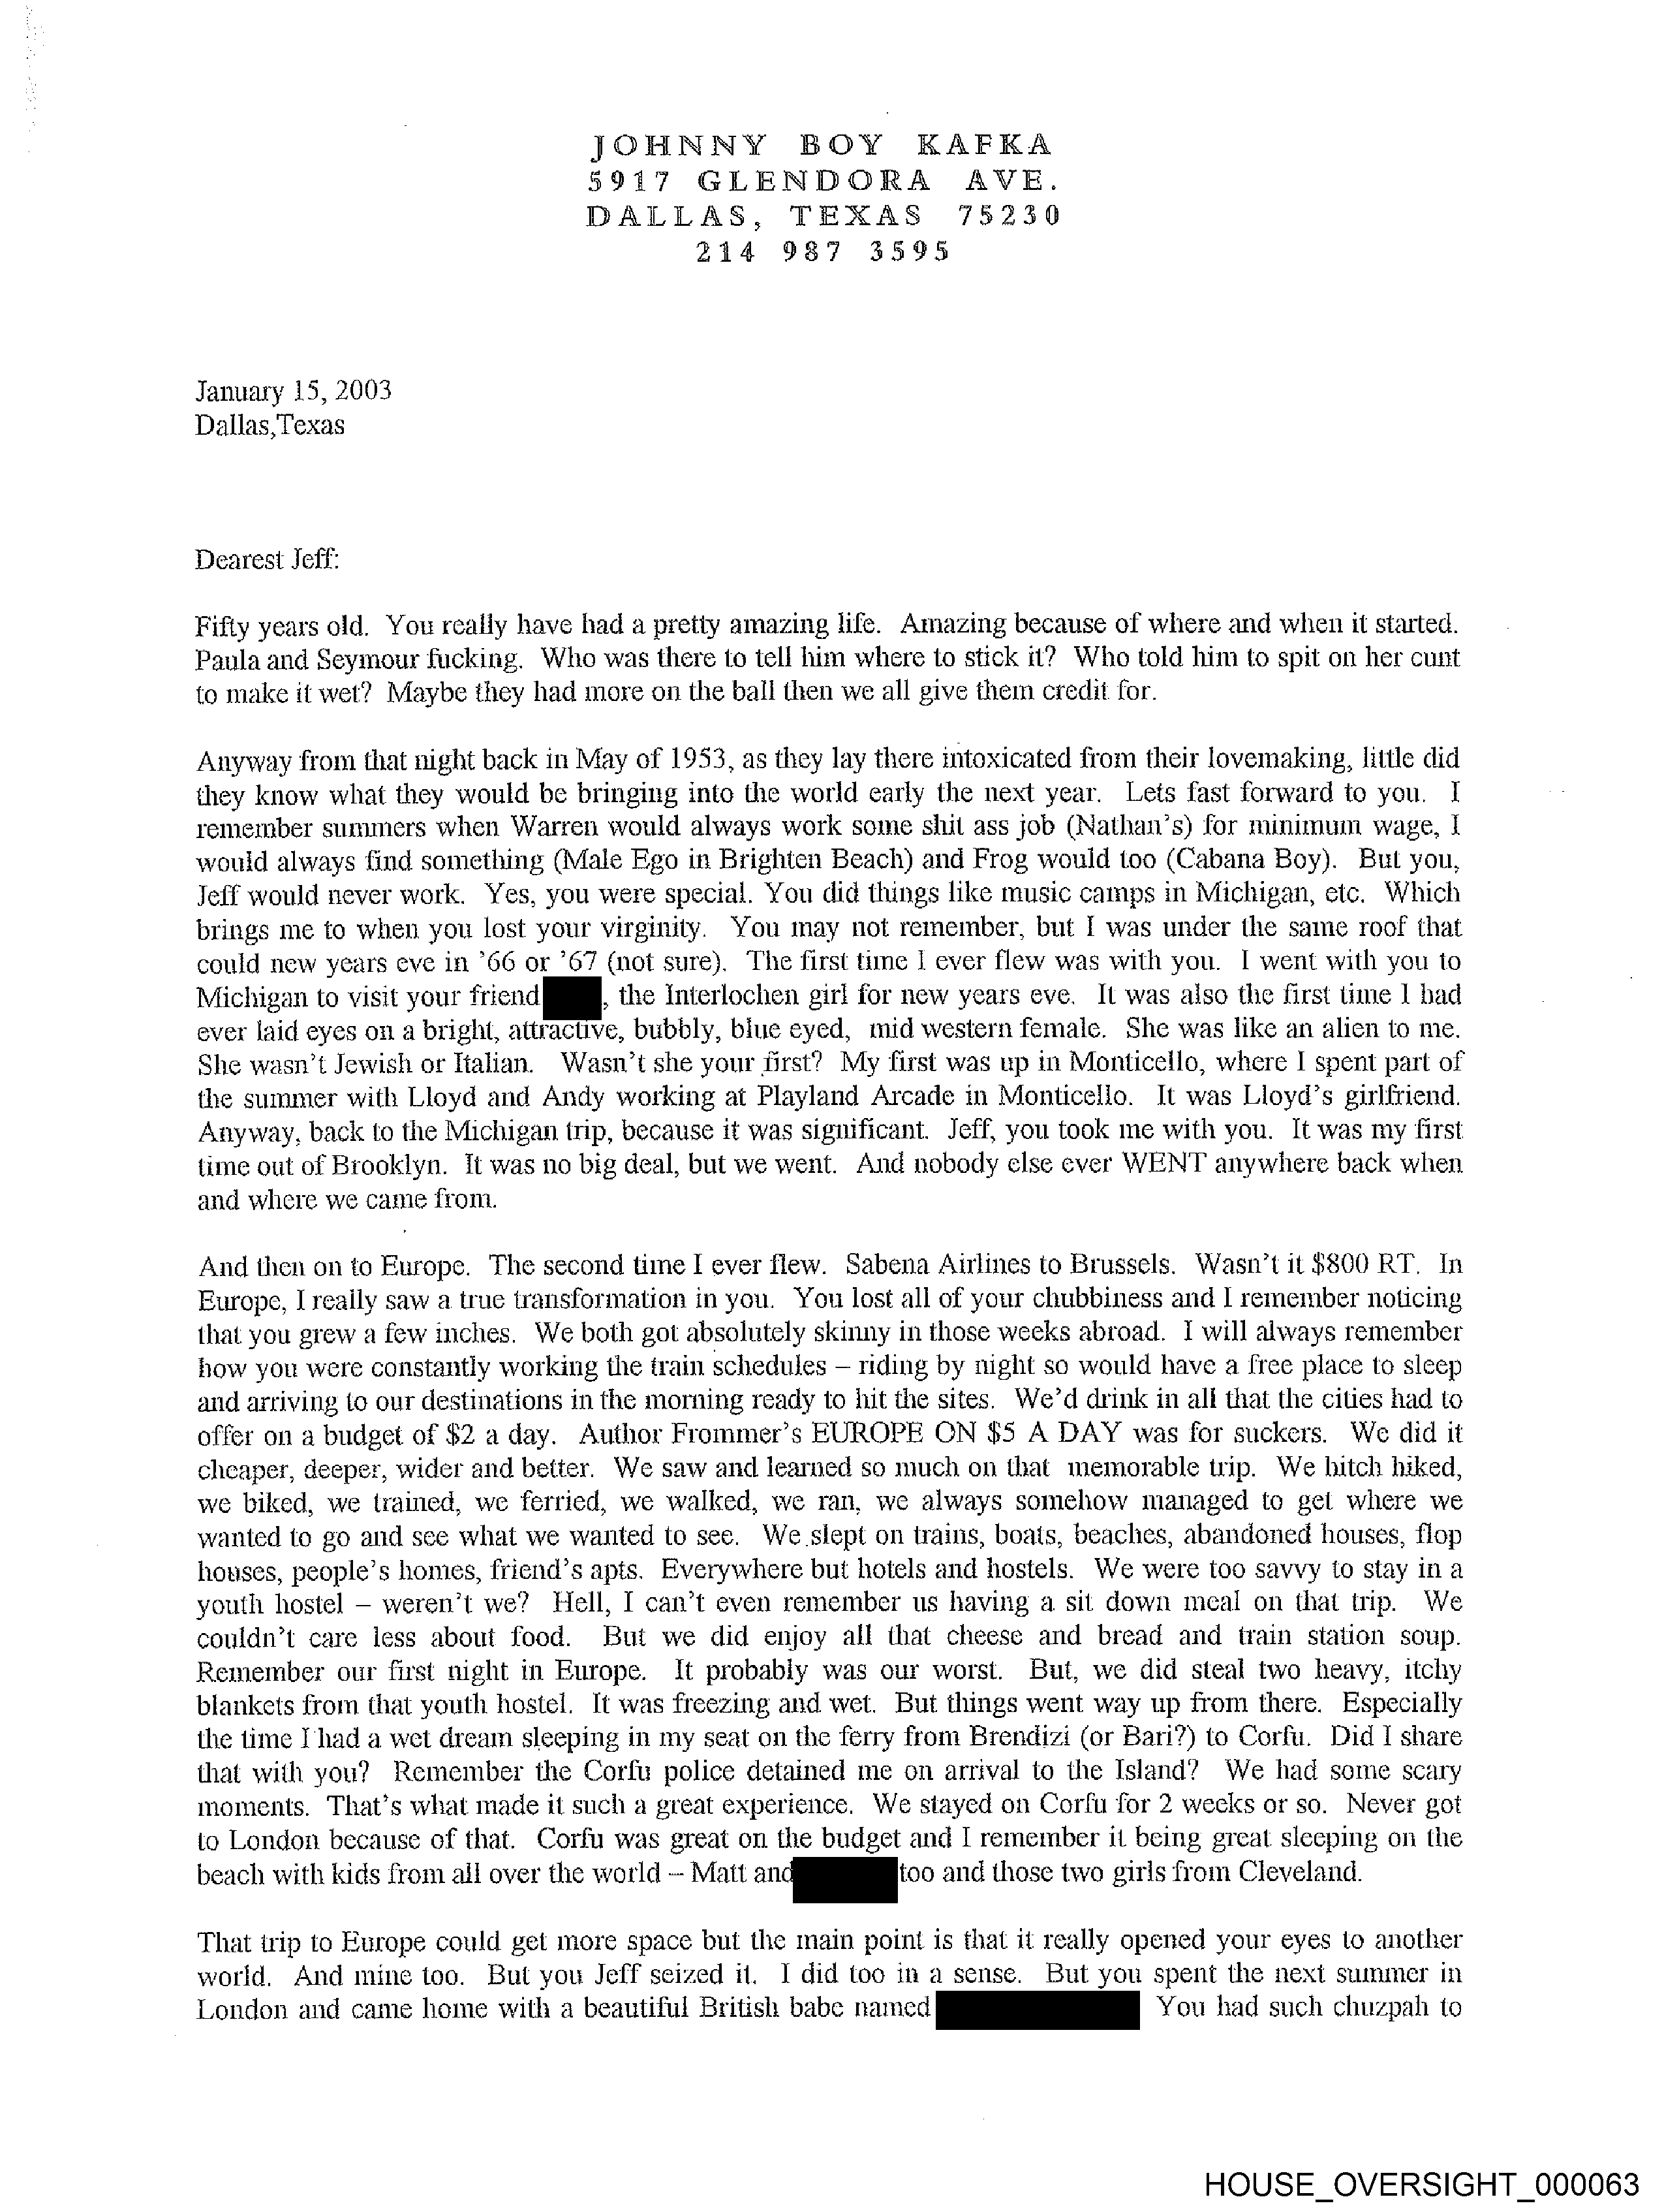 JOHNNY BOY KAFKA
5917 GLENDORA AVE.
DALLAS, TEXAS 75230
214 987 3595
January 15, 2003
Dallas,Texas
Dearest Jeff:
Fifty years old. You really have had a pretty amazing life. Amazing because of where and when it started.
Paula and Seymour fucking. Who was there to tell him where to stick it? Who told him to spit on her cunt
to make it wet? Maybe they had more on the ball then we all give them credit for.
Anyway from that night back in May of 1953, as they lay there intoxicated from their lovemaking, little did
they know what they would be bringing into the world early the next year. Lets fast forward to you. I
remember summers when Warren would always work some shit ass job (Nathan's) for minimum wage, I
would always find something (Male Ego in Brighten Beach) and Frog would too (Cabana Boy). But you,
Jeff would never work. Yes, you were special. You did things like music camps in Michigan, etc. Which
brings me to when you lost your virginity. You may not remember, but I was under the same roof that
could new years eve in '66 or '67 (not sure). The first time I ever flew was with you. I went with you to
Michigan to visit your friend , the Interlochen girl for new years eve. It was also the first time I had
ever laid eyes on a bright, attractive, bubbly, blue eyed, mid western female. She was like an alien to me.
She wasn't Jewish or Italian. Wasn't she your first? My first was up in Monticello, where I spent part of
the summer with Lloyd and Andy working at Playland Arcade in Monticello. It was Lloyd's girlfriend.
Anyway, back to the Michigan trip, because it was significant. Jeff, you took me with you. It was my first
time out of Brooklyn. It was no big deal, but we went. And nobody else ever WENT anywhere back when
and where we came from.
And then on to Europe. The second time I ever flew. Sabena Airlines to Brussels. Wasn't it $800 RT. In
Europe, I really saw a true transformation in you. You lost all of your chubbiness and I remember noticing
that you grew a few inches. We both got absolutely skinny in those weeks abroad. I will always remember
how you were constantly working the train schedules – riding by night so would have a free place to sleep
and arriving to our destinations in the morning ready to hit the sites. We'd drink in all that the cities had to
offer on a budget of $2 a day. Author Frommer's EUROPE ON $5 A DAY was for suckers. We did it
cheaper, deeper, wider and better. We saw and learned so much on that memorable trip. We hitch hiked,
we biked, we trained, we ferried, we walked, we ran, we always somehow managed to get where we
wanted to go and see what we wanted to see. We slept on trains, boats, beaches, abandoned houses, flop
houses, people's homes, friend's apts. Everywhere but hotels and hostels. We were too savvy to stay in a
youth hostel – weren't we? Hell, I can't even remember us having a sit down meal on that trip. We
couldn't care less about food. But we did enjoy all that cheese and bread and train station soup.
Remember our first night in Europe. It probably was our worst. But, we did steal two heavy, itchy
blankets from that youth hostel. It was freezing and wet. But things went way up from there. Especially
the time I had a wet dream sleeping in my seat on the ferry from Brendizi (or Bari?) to Corfu. Did I share
that with you? Remember the Corfu police detained me on arrival to the Island? We had some scary
moments. That's what made it such a great experience. We stayed on Corfu for 2 weeks or so. Never got
to London because of that. Corfu was great on the budget and I remember it being great sleeping on the
beach with kids from all over the world – Matt and too and those two girls from Cleveland.
That trip to Europe could get more space but the main point is that it really opened your eyes to another
world. And mine too. But you Jeff seized it. I did too in a sense. But you spent the next summer in
London and came home with a beautiful British babe named You had such chuzpah to
HOUSE_OVERSIGHT_000063